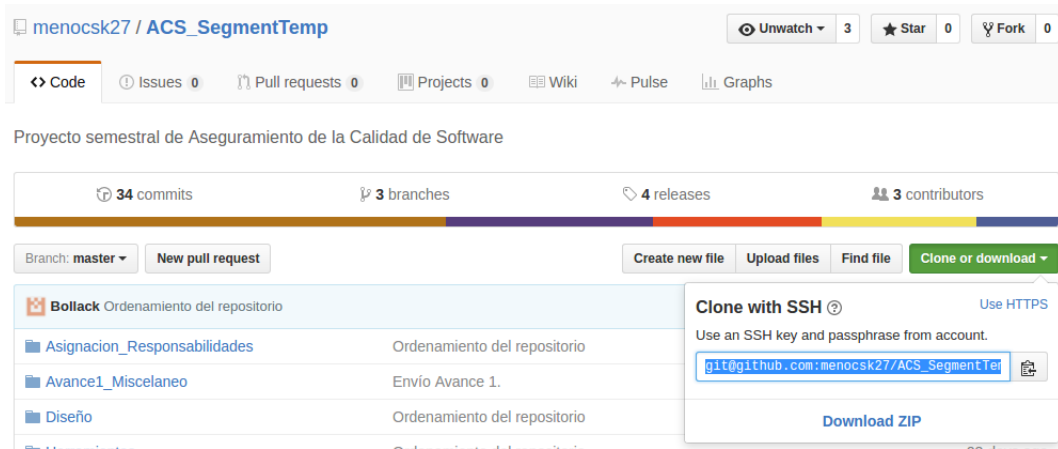 menocsk27 / ACS_SegmentTemp
Unwatch 3 Star 0 Fork 0
Code Issues 0 Pull requests 0 Projects 0 Wiki Pulse Graphs
Proyecto semestral de Aseguramiento de la Calidad de Software
34 commits 3 branches 4 releases 3 contributors
Branch: master New pull request Create new file Upload files Find file Clone or download
Bollack Ordenamiento del repositorio
Clone with SSH Use HTTPS
Use an SSH key and passphrase from account.
git@github.com:menocsk27/ACS_SegmentTem
Download ZIP
Asignacion_Responsabilidades Ordenamiento del repositorio
Avance1_Miscelaneo Envío Avance 1.
Diseño Ordenamiento del repositorio